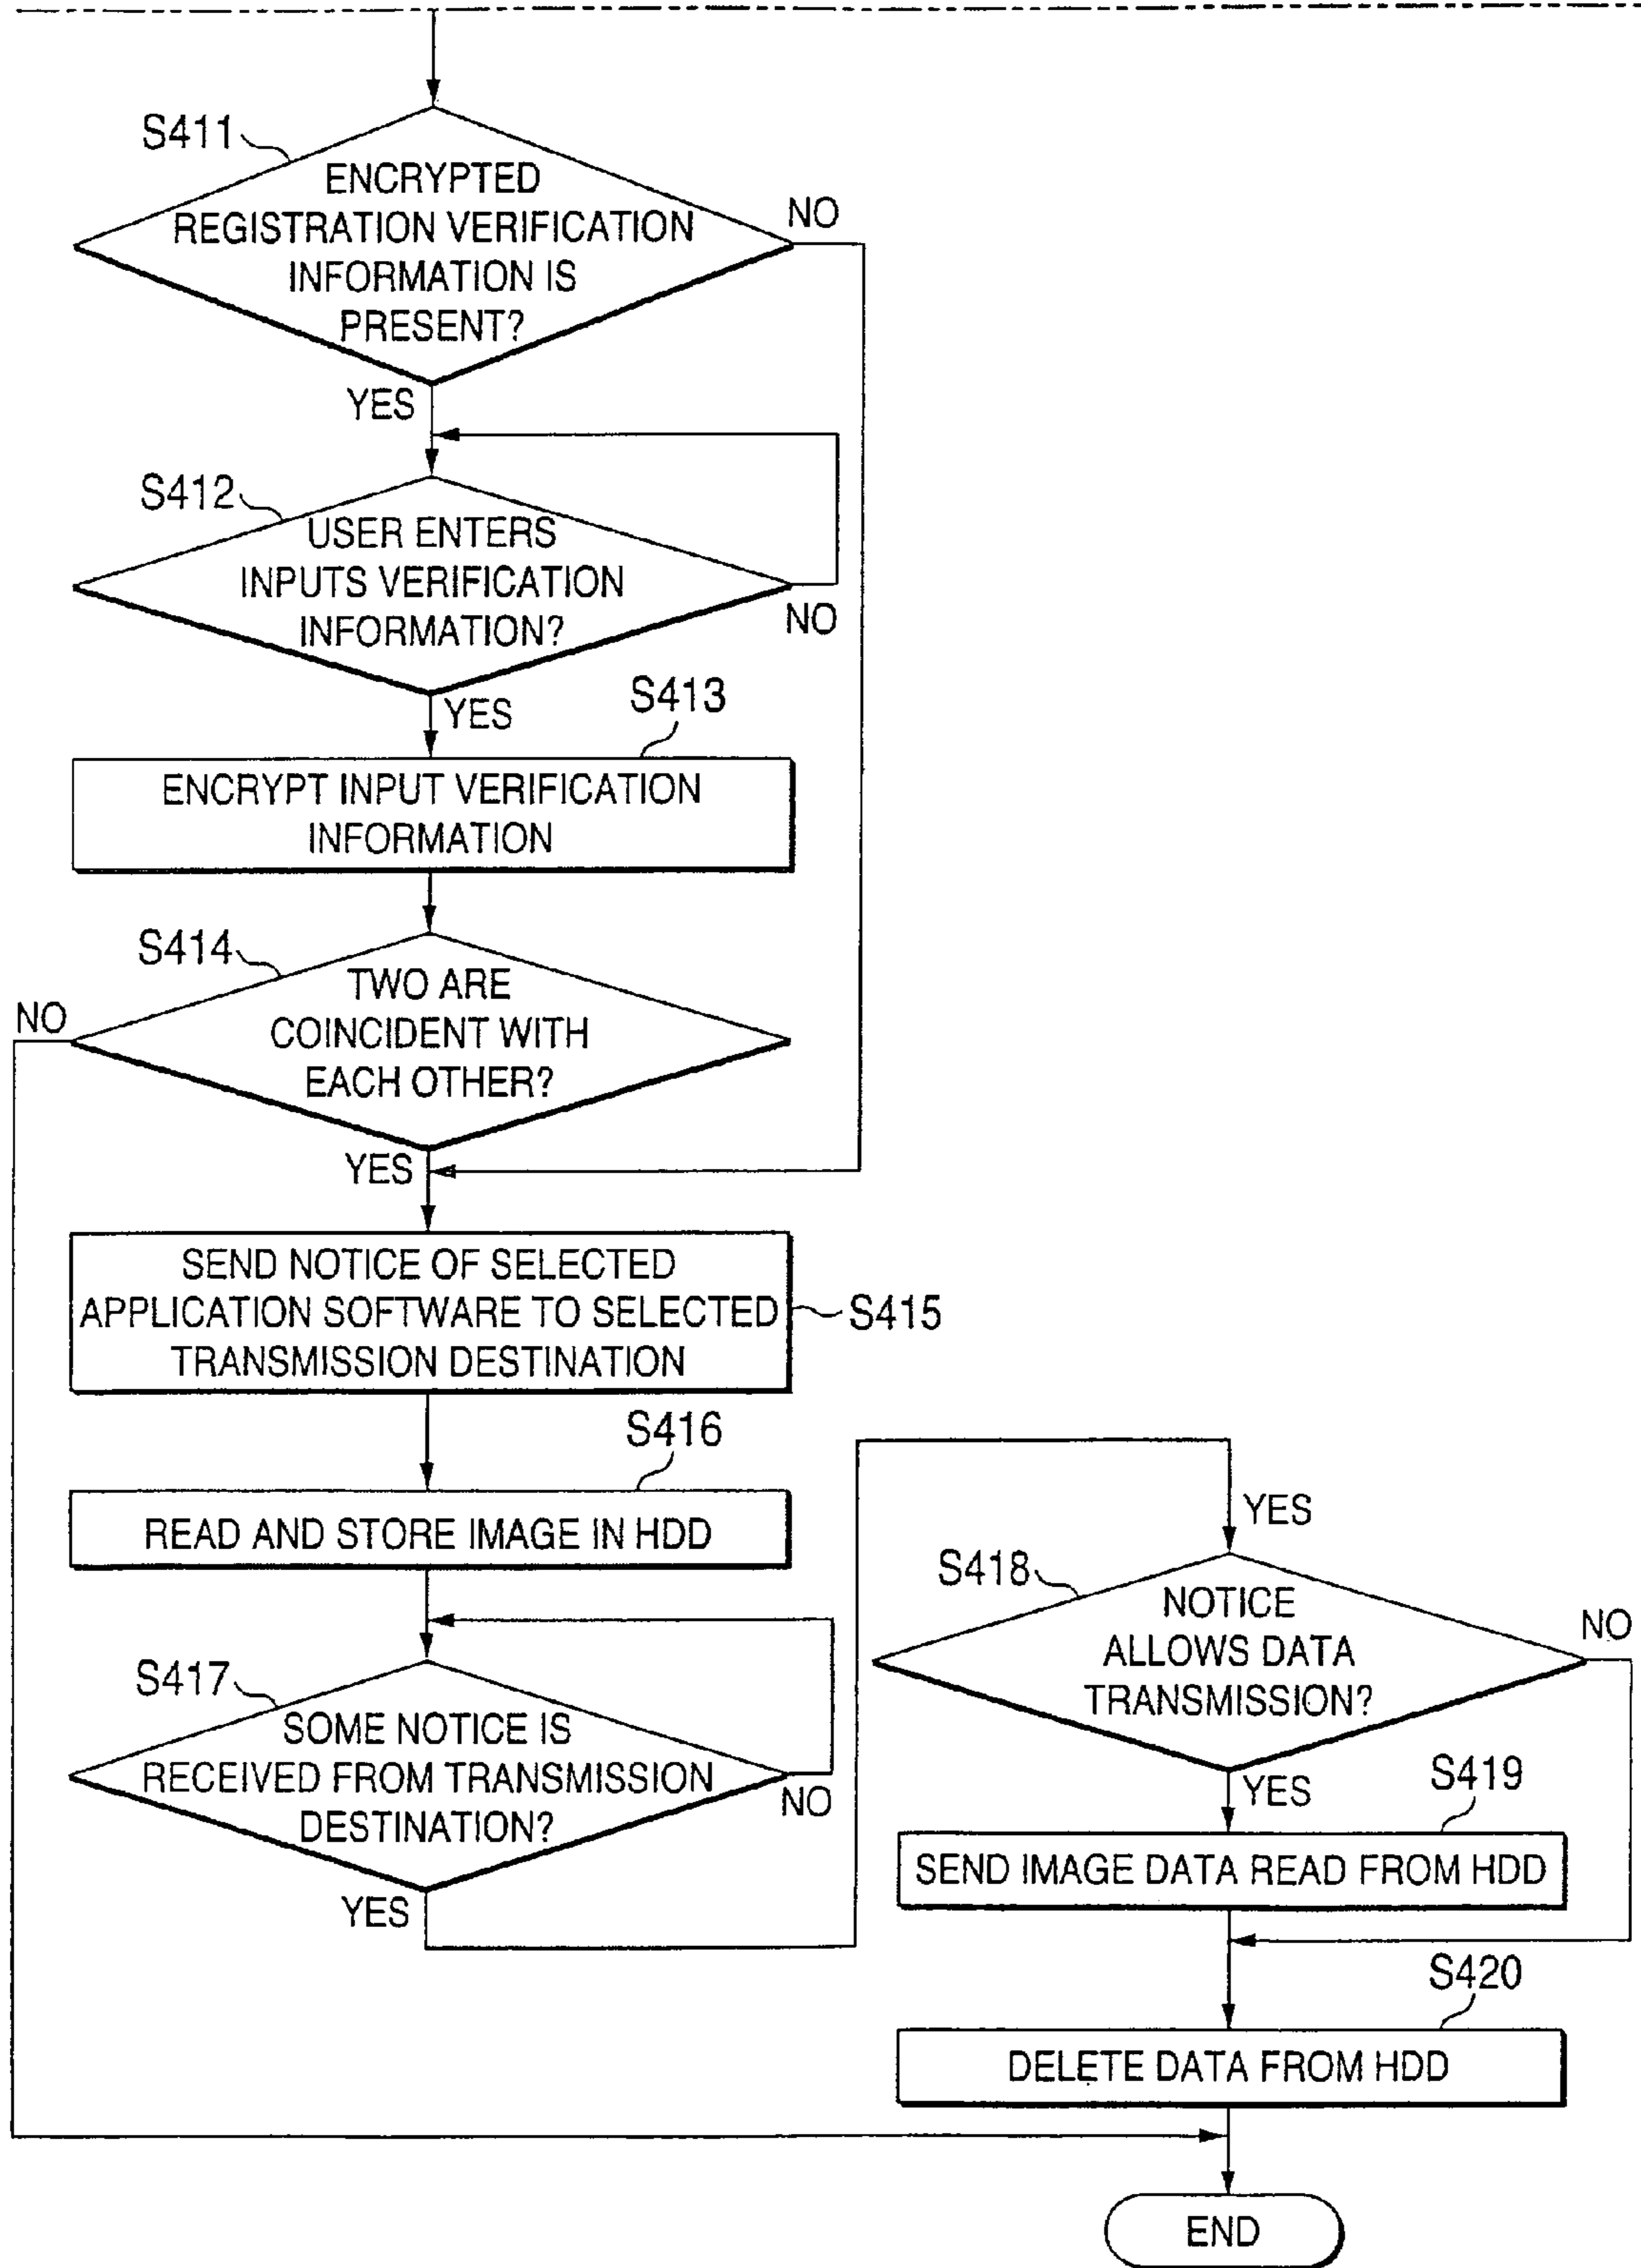 S411
ENCRYPTED
REGISTRATION VERIFICATION
INFORMATION IS
PRESENT?
NO
YES
S412
USER ENTERS
INPUTS VERIFICATION
INFORMATION?
NO
YES
S413
ENCRYPT INPUT VERIFICATION
INFORMATION
S414
TWO ARE
COINCIDENT WITH
EACH OTHER?
NO
YES
SEND NOTICE OF SELECTED
APPLICATION SOFTWARE TO SELECTED
TRANSMISSION DESTINATION
S415
S416
READ AND STORE IMAGE IN HDD
S417
SOME NOTICE IS
RECEIVED FROM TRANSMISSION
DESTINATION?
NO
YES
YES
S418
NOTICE
ALLOWS DATA
TRANSMISSION?
NO
YES
S419
SEND IMAGE DATA READ FROM HDD
S420
DELETE DATA FROM HDD
END